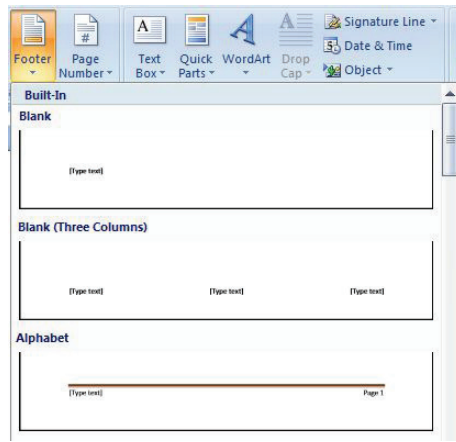 Footer
Page Number
Text Box
Quick Parts
WordArt
Drop Cap
Signature Line
Date & Time
Object
Built-In
Blank
[Type text]
Blank (Three Columns)
[Type text] [Type text] [Type text]
Alphabet
[Type text] Page 1